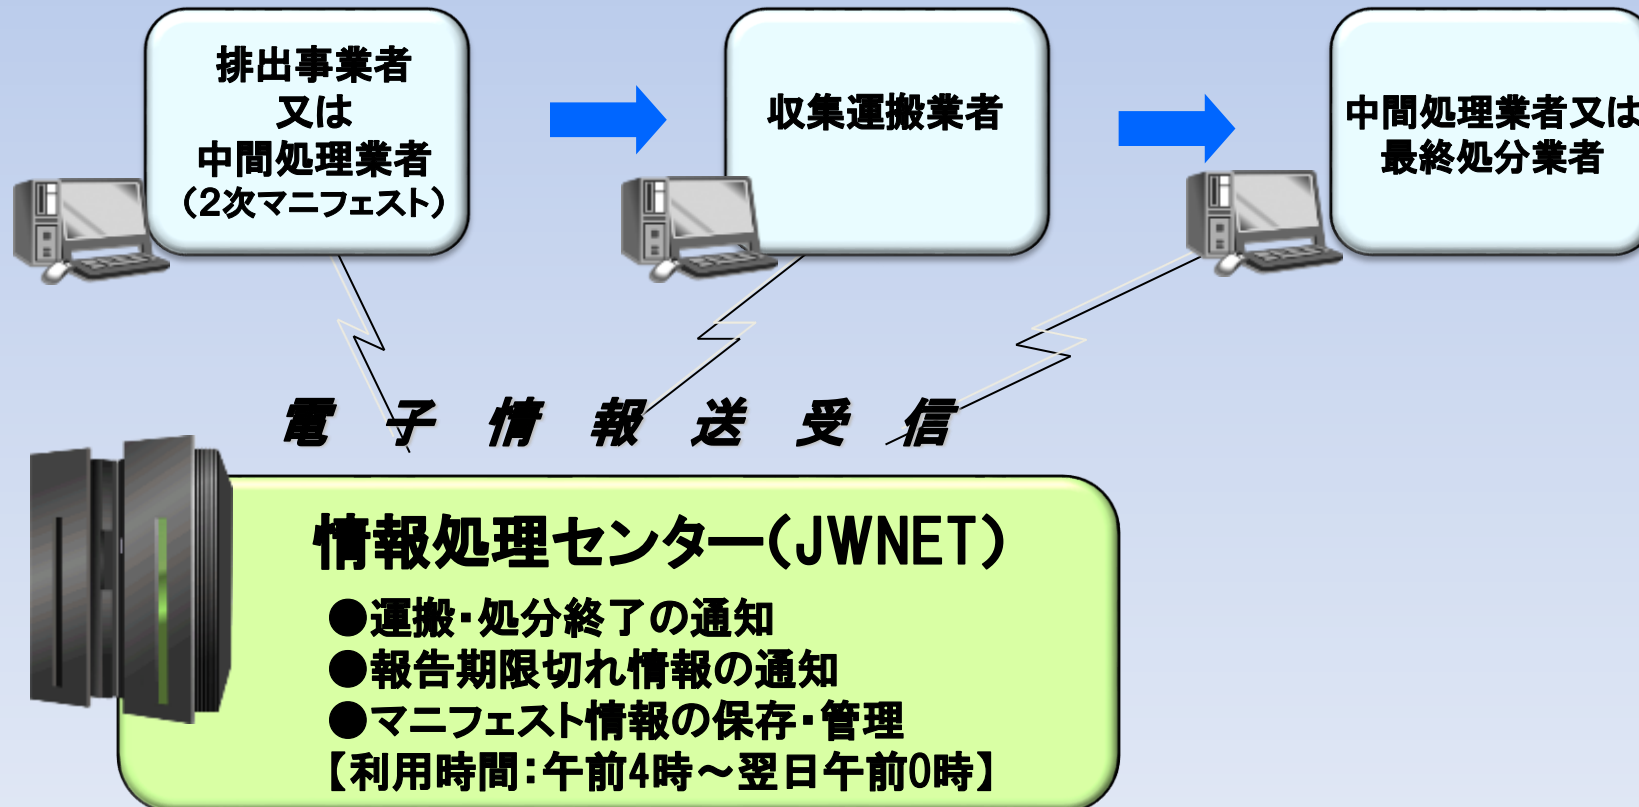 排出事業者
又は
中間処理業者
(2次マニフェスト)
収集運搬業者
中間処理業者又は
最終処分業者
電子情報送受信
情報処理センター(JWNET)
●運搬・処分終了の通知
●報告期限切れ情報の通知
●マニフェスト情報の保存・管理
【利用時間:午前4時～翌日午前0時】